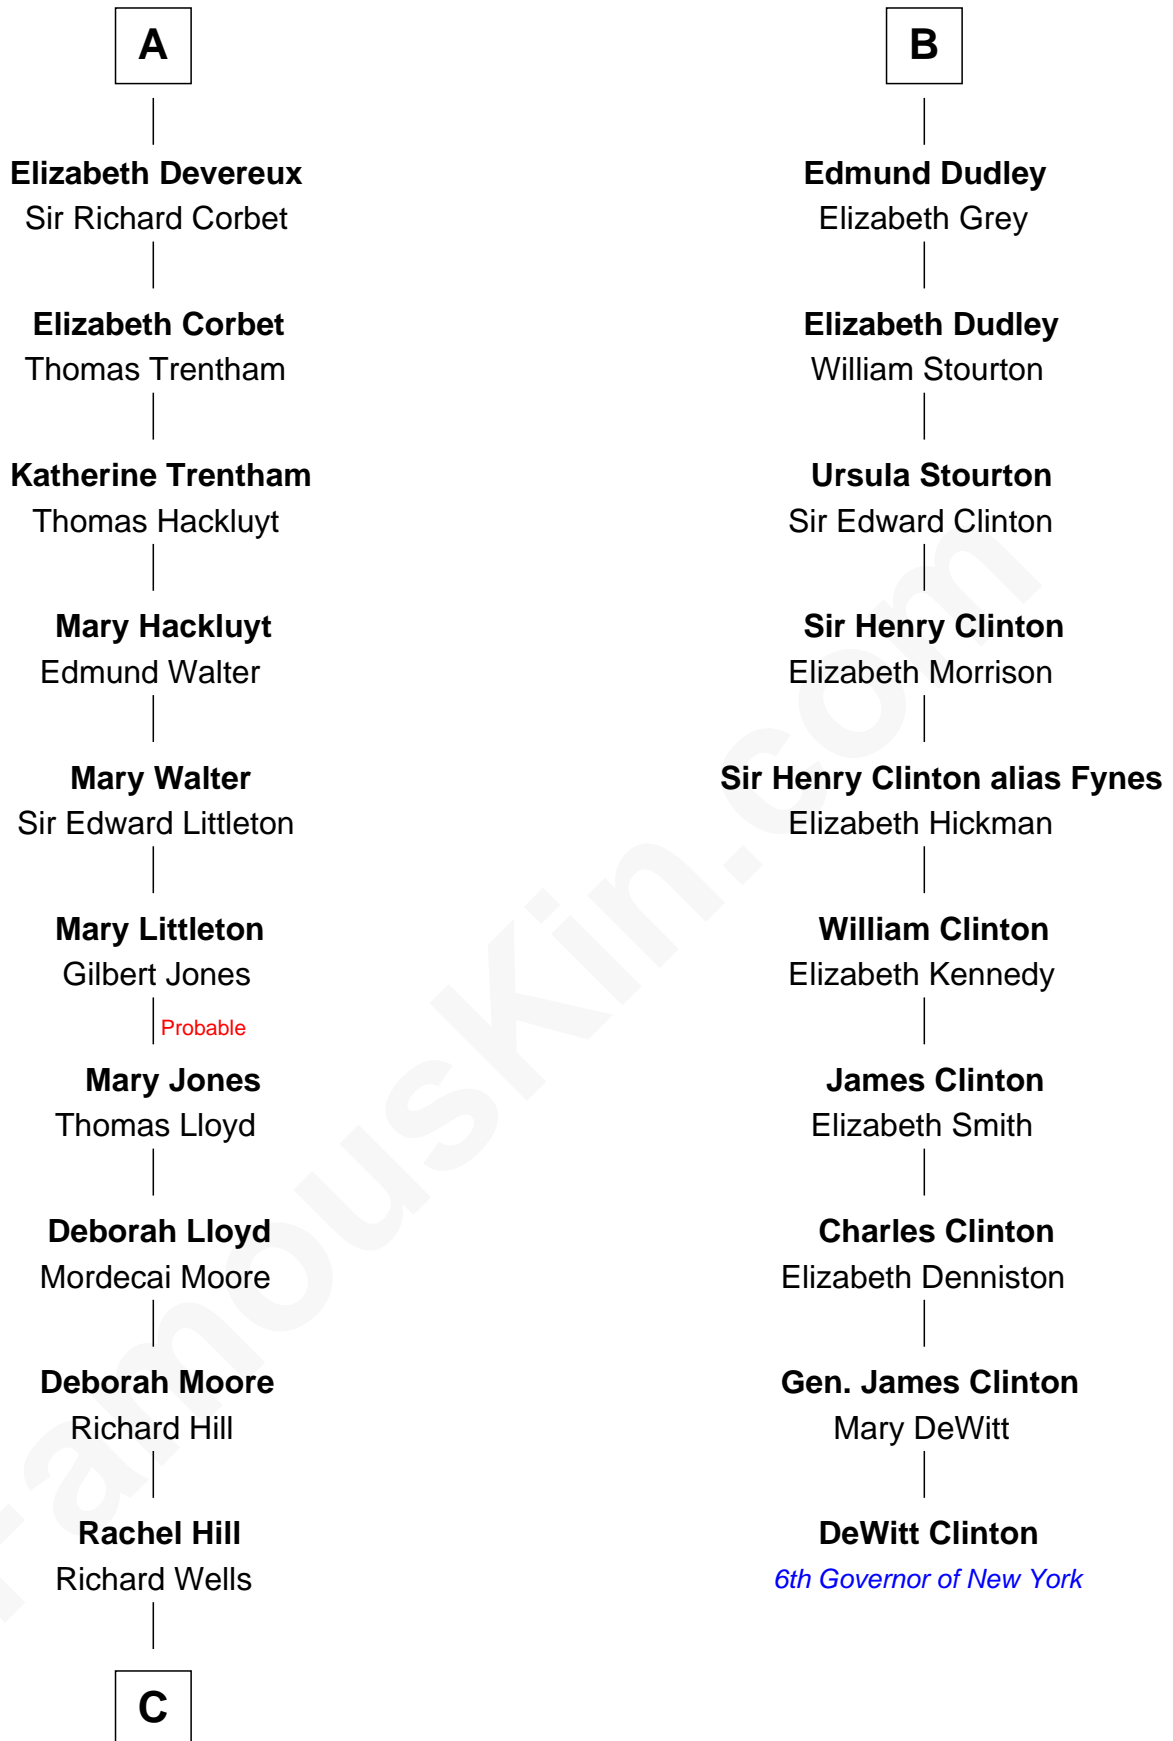 A
Elizabeth Devereux
Sir Richard Corbet
Elizabeth Corbet
Thomas Trentham
Katherine Trentham
Thomas Hackluyt
Mary Hackluyt
Edmund Walter
Mary Walter
Sir Edward Littleton
Mary Littleton
Gilbert Jones
Probable
Mary Jones
Thomas Lloyd
Deborah Lloyd
Mordecai Moore
Deborah Moore
Richard Hill
Rachel Hill
Richard Wells
C
B
Edmund Dudley
Elizabeth Grey
Elizabeth Dudley
William Stourton
Ursula Stourton
Sir Edward Clinton
Sir Henry Clinton
Elizabeth Morrison
Sir Henry Clinton alias Fynes
Elizabeth Hickman
William Clinton
Elizabeth Kennedy
James Clinton
Elizabeth Smith
Charles Clinton
Elizabeth Denniston
Gen. James Clinton
Mary DeWitt
DeWitt Clinton
6th Governor of New York
FamousKin.com